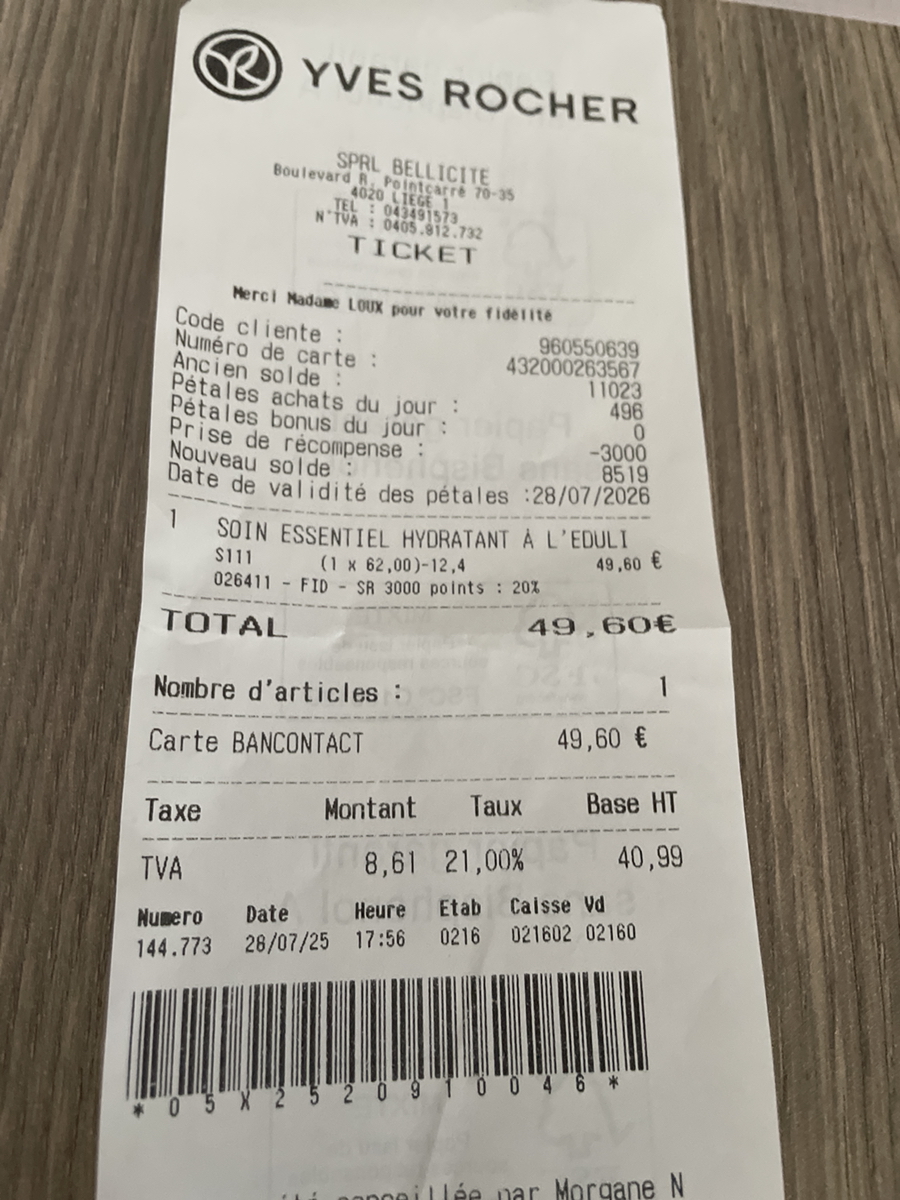 YVES ROCHER
SPRL BELLICITE
Boulevard R. Pointcarré 70-35
4020 LIEGE 1
TEL : 043491573
N°TVA : 0405.812.732
TICKET
Merci Madame LOUX pour votre fidélité
Code cliente : 960550639
Numéro de carte : 432000263567
Ancien solde : 11023
Pétales achats du jour : 496
Pétales bonus du jour : 0
Prise de récompense : -3000
Nouveau solde : 8519
Date de validité des pétales :28/07/2026
1 SOIN ESSENTIEL HYDRATANT À L'EDULI
S111 (1 x 62,00)-12,4 49,60 €
026411 - FID - SR 3000 points : 20%
TOTAL 49,60€
Nombre d'articles : 1
Carte BANCONTACT 49,60 €
Taxe Montant Taux Base HT
TVA 8,61 21,00% 40,99
Numero Date Heure Etab Caisse Vd
144.773 28/07/25 17:56 0216 021602 02160
*05X2520910046*
par Morgane N